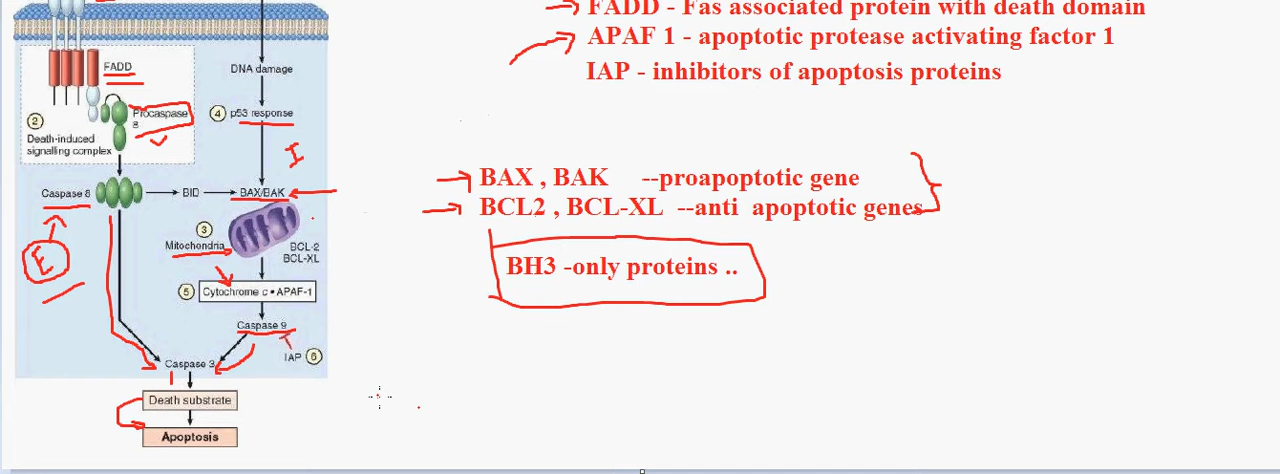 FADD - Fas associated protein with death domain
APAF 1 - apoptotic protease activating factor 1
IAP - inhibitors of apoptosis proteins
BAX , BAK --proapoptotic gene
BCL2 , BCL-XL --anti apoptotic genes
BH3 -only proteins ..
FADD
DNA damage
Procaspase
8
2
Death-induced
signalling complex
4 p53 response
I
Caspase 8
BID
BAX/BAK
3
Mitochondria
BCL-2
BCL-XL
E
5 Cytochrome c • APAF-1
Caspase 9
IAP 6
Caspase 3
Death substrate
Apoptosis